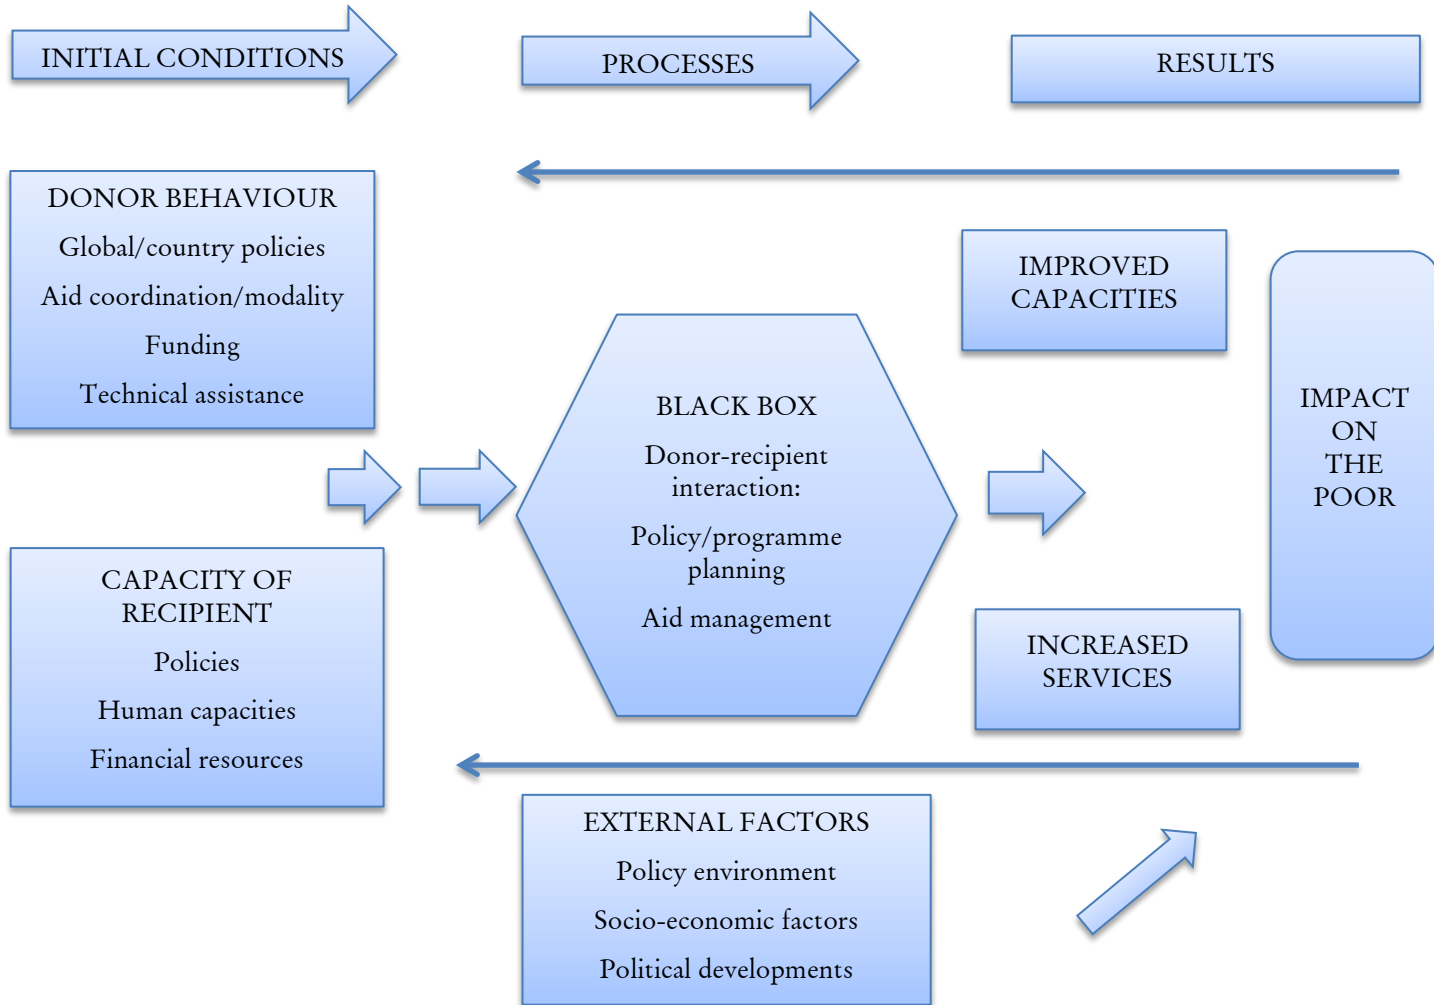 INITIAL CONDITIONS
PROCESSES
RESULTS
DONOR BEHAVIOUR
Global/country policies
Aid coordination/modality
Funding
Technical assistance
CAPACITY OF
RECIPIENT
Policies
Human capacities
Financial resources
BLACK BOX
Donor-recipient
interaction:
Policy/programme
planning
Aid management
IMPROVED
CAPACITIES
INCREASED
SERVICES
IMPACT
ON
THE
POOR
EXTERNAL FACTORS
Policy environment
Socio-economic factors
Political developments